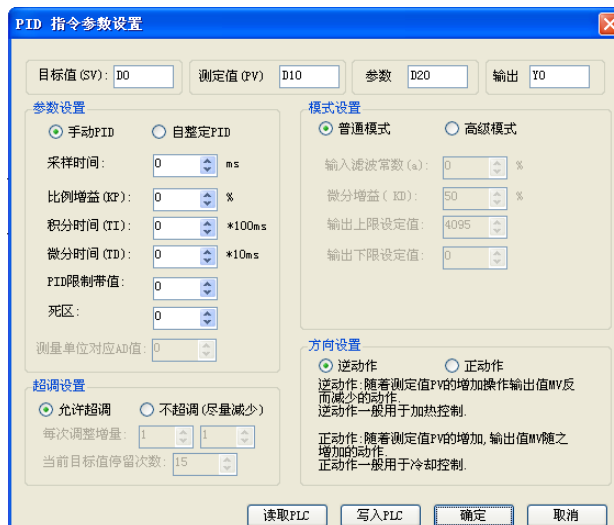 PID 指令参数设置
目标值(SV): D0 测定值(PV) D10 参数 D20 输出 Y0
参数设置
手动PID 自整定PID
采样时间: 0 ms
比例增益(KP): 0 %
积分时间(TI): 0 *100ms
微分时间(TD): 0 *10ms
PID限制带值: 0
死区: 0
测量单位对应AD值: 0
模式设置
普通模式 高级模式
输入滤波常数(a): 0 %
微分增益( KD): 50 %
输出上限设定值: 4095
输出下限设定值: 0
超调设置
允许超调 不超调(尽量减少)
每次调整增量: 1 1
当前目标值停留次数: 15
方向设置
逆动作 正动作
逆动作:随着测定值PV的增加操作输出值MV反
而减少的动作.
逆动作一般用于加热控制.
正动作:随着测定值PV的增加,输出值MV随之
增加的动作.
正动作一般用于冷却控制.
读取PLC 写入PLC 确定 取消